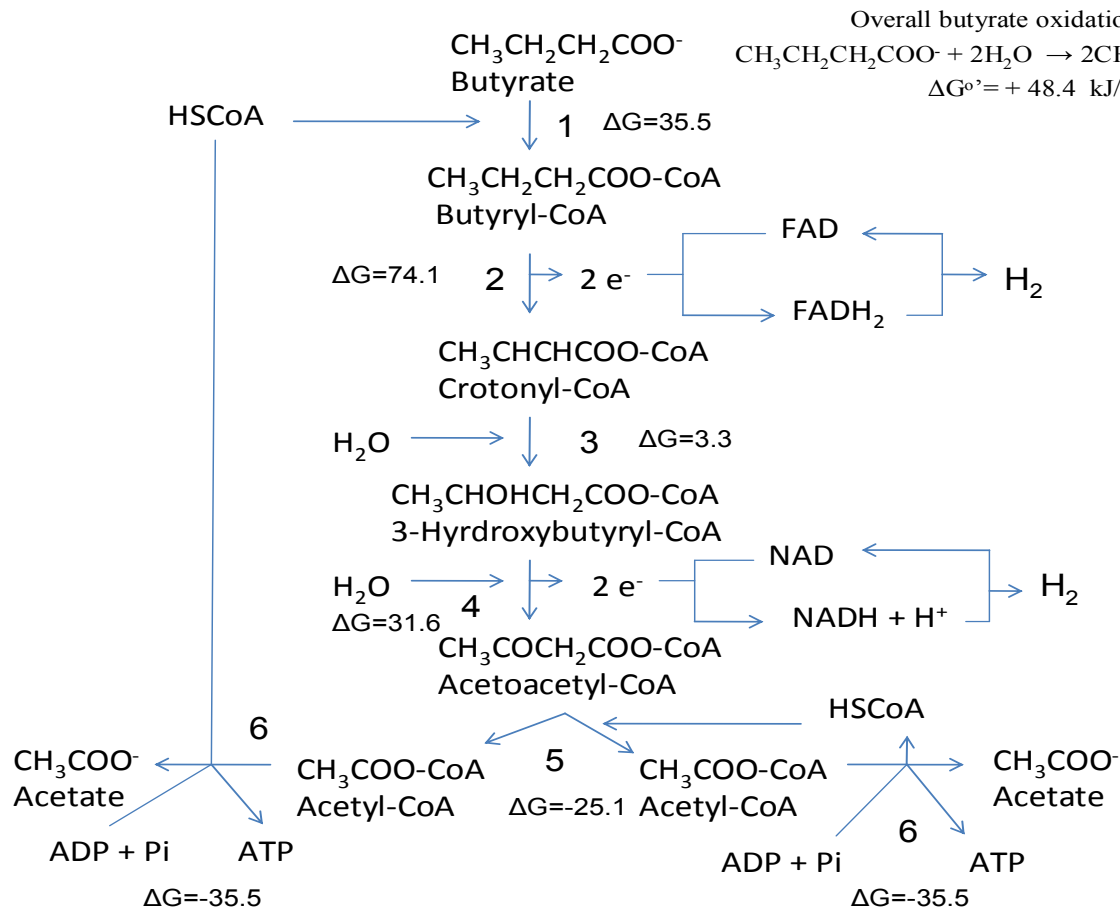 Overall butyrate oxidatio
CH₃CH₂CH₂COO⁻ + 2H₂O → 2CH
ΔG°’= + 48.4 kJ/
CH₃CH₂CH₂COO⁻
Butyrate
HSCoA
1 ΔG=35.5
CH₃CH₂CH₂COO-CoA
Butyryl-CoA
FAD
ΔG=74.1 2 2 e⁻ H₂
FADH₂
CH₃CHCHCOO-CoA
Crotonyl-CoA
H₂O 3 ΔG=3.3
CH₃CHOHCH₂COO-CoA
3-Hyrdroxybutyryl-CoA
NAD
H₂O 4 2 e⁻ H₂
ΔG=31.6
NADH + H⁺
CH₃COCH₂COO-CoA
Acetoacetyl-CoA
HSCoA
6 5
CH₃COO⁻ CH₃COO-CoA CH₃COO-CoA CH₃COO⁻
Acetate Acetyl-CoA ΔG=-25.1 Acetyl-CoA Acetate
6
ADP + Pi ATP ADP + Pi ATP
ΔG=-35.5 ΔG=-35.5